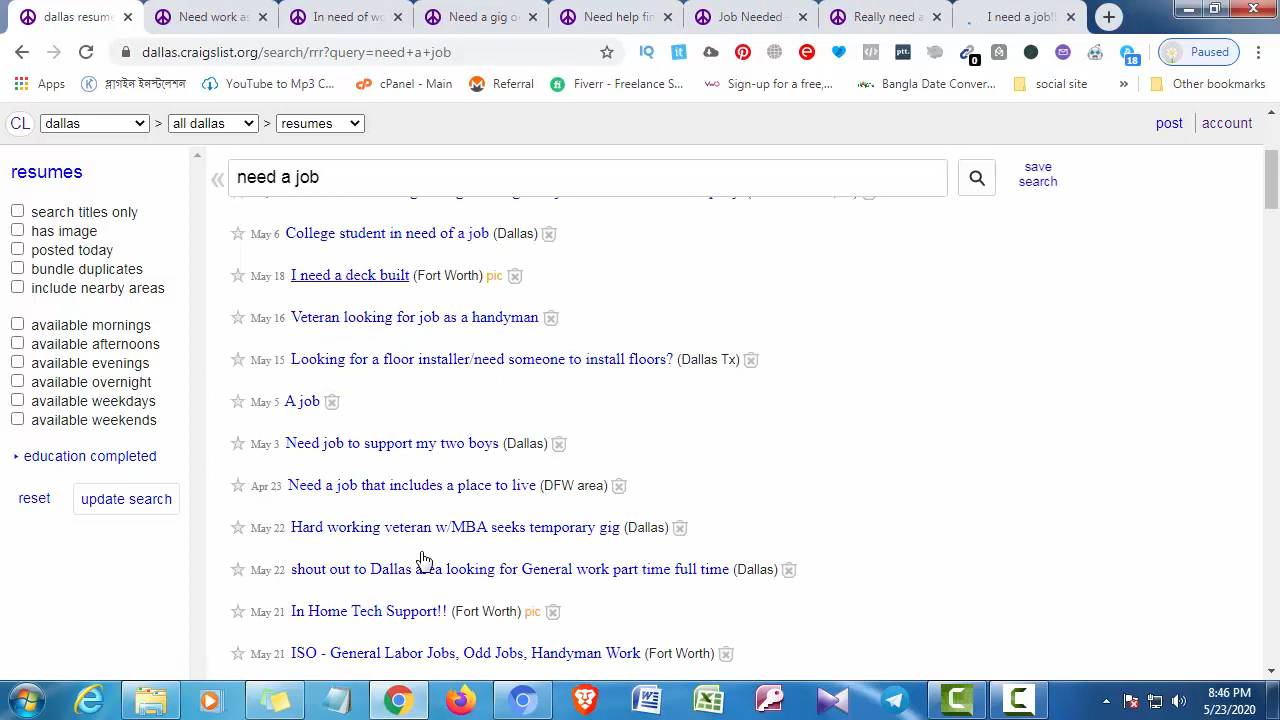 dallas resum
Need work as
In need of wo
Need a gig o
Need help fin
Job Needed -
Really need a
I need a job!!
dallas.craigslist.org/search/rrr?query=need+a+job
ptt.
0
18
Paused
Apps
YouTube to Mp3 C...
cPanel - Main
Referral
Fiverr - Freelance S...
Sign-up for a free,...
Bangla Date Conver...
social site
»
Other bookmarks
CL dallas > all dallas > resumes
post account
resumes
search titles only
has image
posted today
bundle duplicates
include nearby areas
available mornings
available afternoons
available evenings
available overnight
available weekdays
available weekends
education completed
reset update search
« need a job
save
search
May 6 College student in need of a job (Dallas)
May 18 I need a deck built (Fort Worth) pic
May 16 Veteran looking for job as a handyman
May 15 Looking for a floor installer/need someone to install floors? (Dallas Tx)
May 5 A job
May 3 Need job to support my two boys (Dallas)
Apr 23 Need a job that includes a place to live (DFW area)
May 22 Hard working veteran w/MBA seeks temporary gig (Dallas)
May 22 shout out to Dallas area looking for General work part time full time (Dallas)
May 21 In Home Tech Support!! (Fort Worth) pic
May 21 ISO - General Labor Jobs, Odd Jobs, Handyman Work (Fort Worth)
8:46 PM
5/23/2020